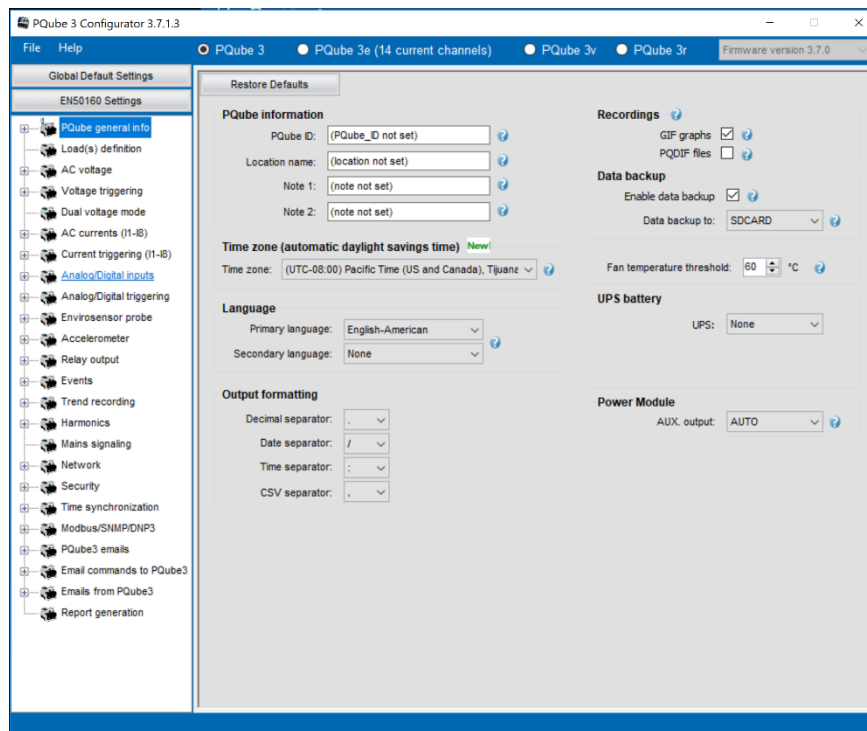 PQube 3 Configurator 3.7.1.3
File Help
PQube 3 PQube 3e (14 current channels) PQube 3v PQube 3r Firmware version 3.7.0
Global Default Settings
EN50160 Settings
PQube general info
Load(s) definition
AC voltage
Voltage triggering
Dual voltage mode
AC currents (I1-I8)
Current triggering (I1-I8)
Analog/Digital inputs
Analog/Digital triggering
Envirosensor probe
Accelerometer
Relay output
Events
Trend recording
Harmonics
Mains signaling
Network
Security
Time synchronization
Modbus/SNMP/DNP3
PQube3 emails
Email commands to PQube3
Emails from PQube3
Report generation
Restore Defaults
PQube information
PQube ID: (PQube_ID not set)
Location name: (location not set)
Note 1: (note not set)
Note 2: (note not set)
Time zone (automatic daylight savings time) New!
Time zone: (UTC-08:00) Pacific Time (US and Canada), Tijuana
Language
Primary language: English-American
Secondary language: None
Output formatting
Decimal separator: .
Date separator: /
Time separator: :
CSV separator: ,
Recordings
GIF graphs
PQDIF files
Data backup
Enable data backup
Data backup to: SDCARD
Fan temperature threshold: 60 °C
UPS battery
UPS: None
Power Module
AUX. output: AUTO